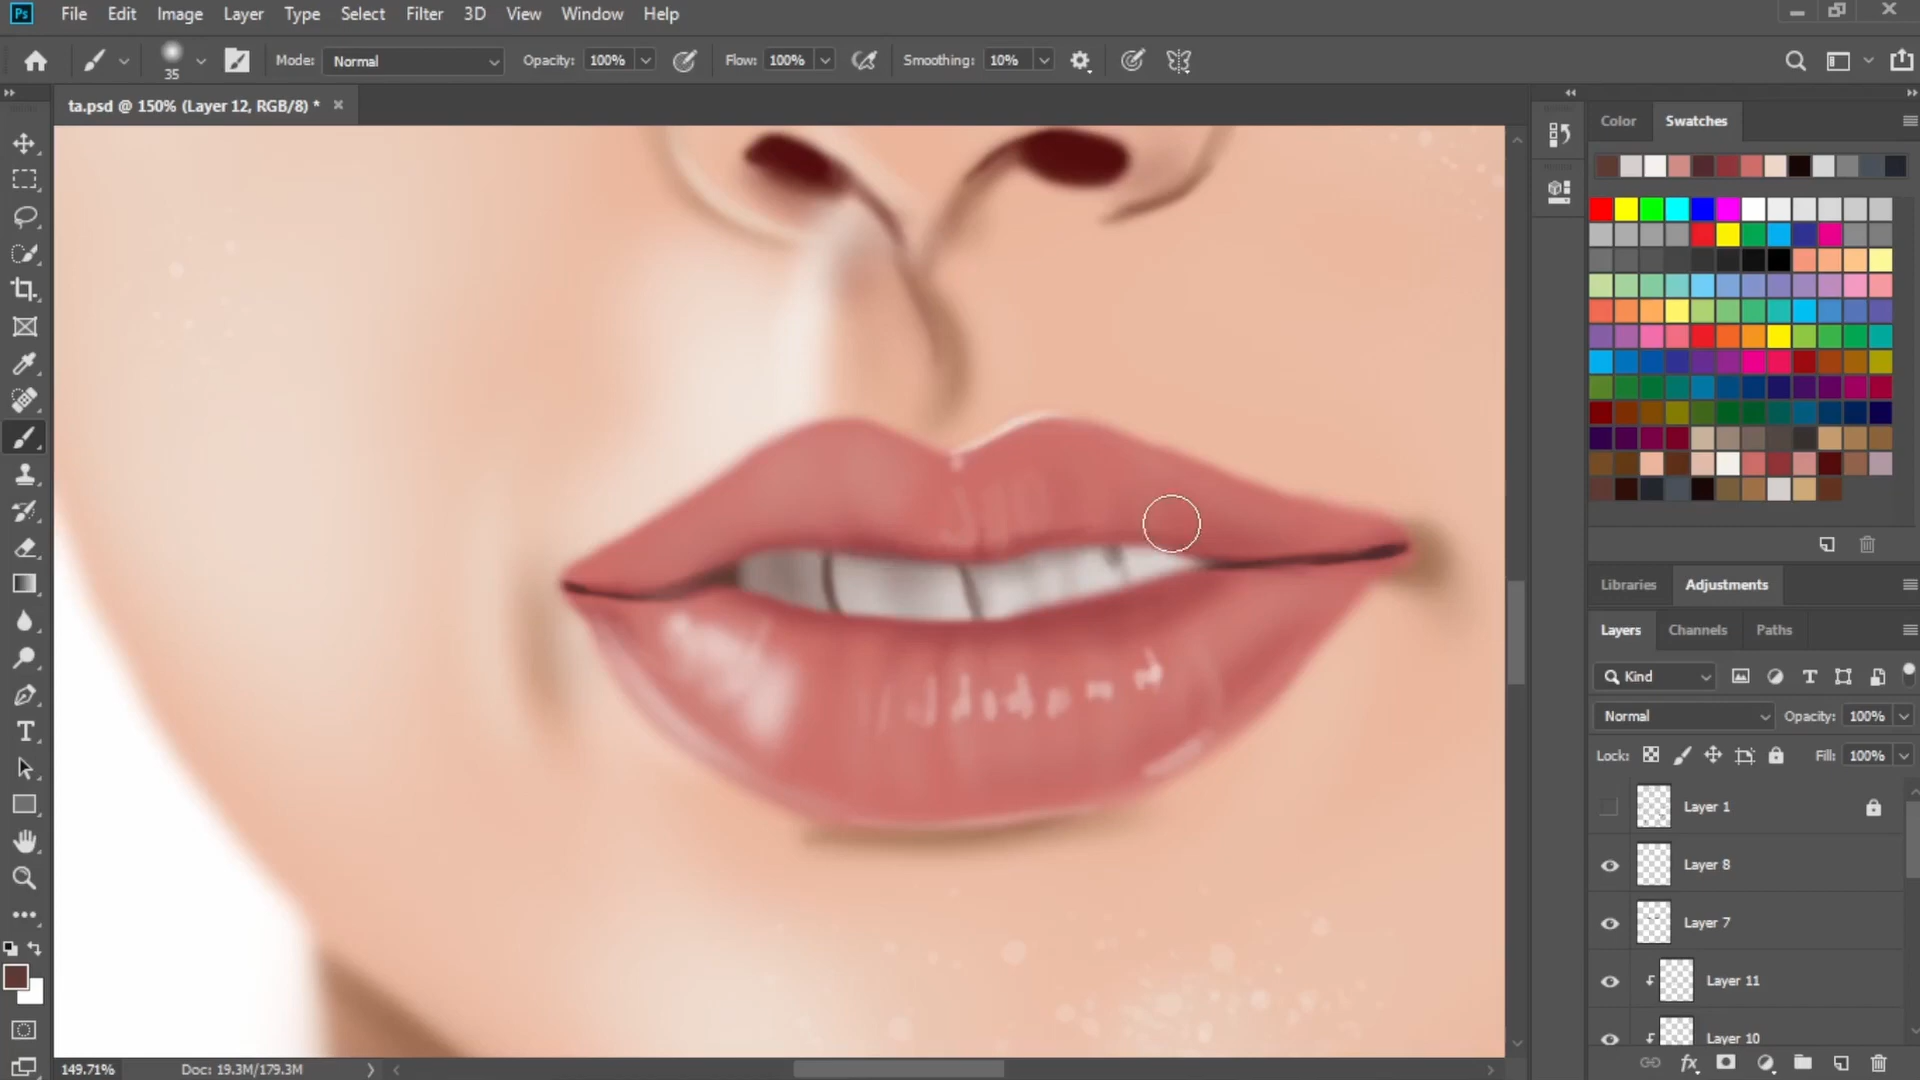 Ps File Edit Image Layer Type Select Filter 3D View Window Help
35 Mode: Normal Opacity: 100% Flow: 100% Smoothing: 10%
ta.psd @ 150% (Layer 12, RGB/8) *
Color Swatches
Libraries Adjustments
Layers Channels Paths
Kind
Normal Opacity: 100%
Lock: Fill: 100%
Layer 1
Layer 8
Layer 7
Layer 11
Layer 10
149.71% Doc: 19.3M/179.3M